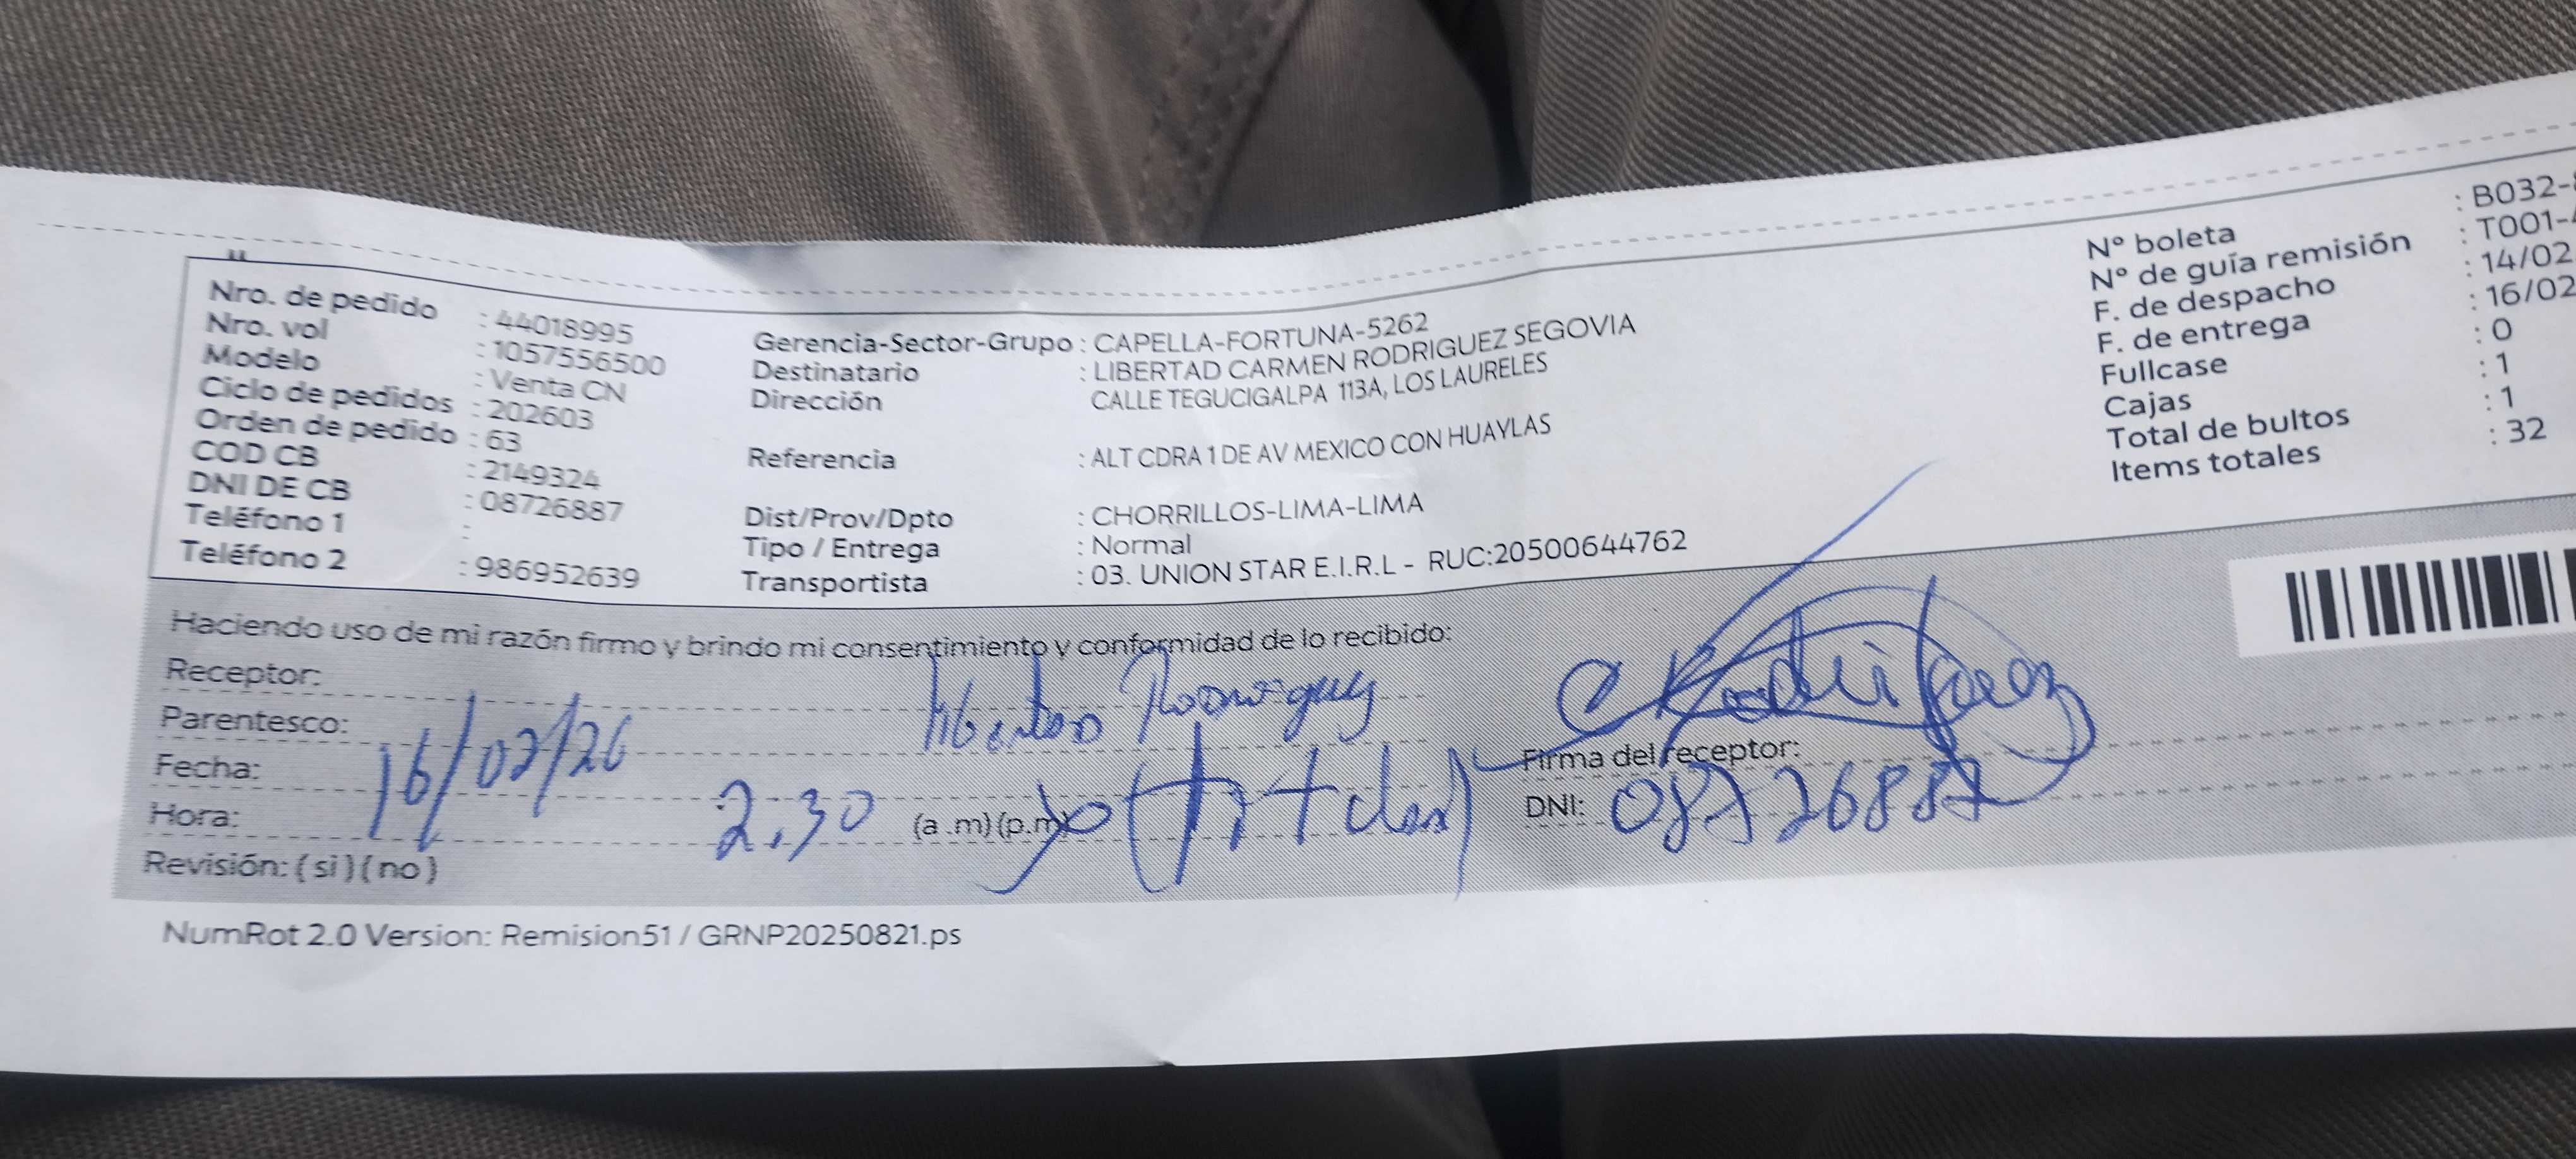 Nro. de pedido : 44018995
Nro. vol : 1057556500
Modelo : Venta CN
Ciclo de pedidos : 202603
Orden de pedido : 63
COD CB : 2149324
DNI DE CB : 08726887
Teléfono 1 :
Teléfono 2 : 986952639
Gerencia-Sector-Grupo : CAPELLA-FORTUNA-5262
Destinatario : LIBERTAD CARMEN RODRIGUEZ SEGOVIA
Dirección CALLE TEGUCIGALPA 113A, LOS LAURELES
Referencia : ALT CDRA 1 DE AV MEXICO CON HUAYLAS
Dist/Prov/Dpto : CHORRILLOS-LIMA-LIMA
Tipo / Entrega : Normal
Transportista : 03. UNION STAR E.I.R.L - RUC:20500644762
N° boleta : B032-
N° de guía remisión : T001-
F. de despacho : 14/02
F. de entrega : 16/02
Fullcase : 0
Cajas : 1
Total de bultos : 1
Items totales : 32
Haciendo uso de mi razón firmo y brindo mi consentimiento y conformidad de lo recibido:
Receptor: Libertad Rodriguez
Parentesco:
Fecha: 16/02/26
Hora: 2.30 (a .m) (p.m)
Revisión: ( si ) ( no )
C Rodriguez
Firma del receptor:
DNI: 08726887
NumRot 2.0 Version: Remision51 / GRNP20250821.ps